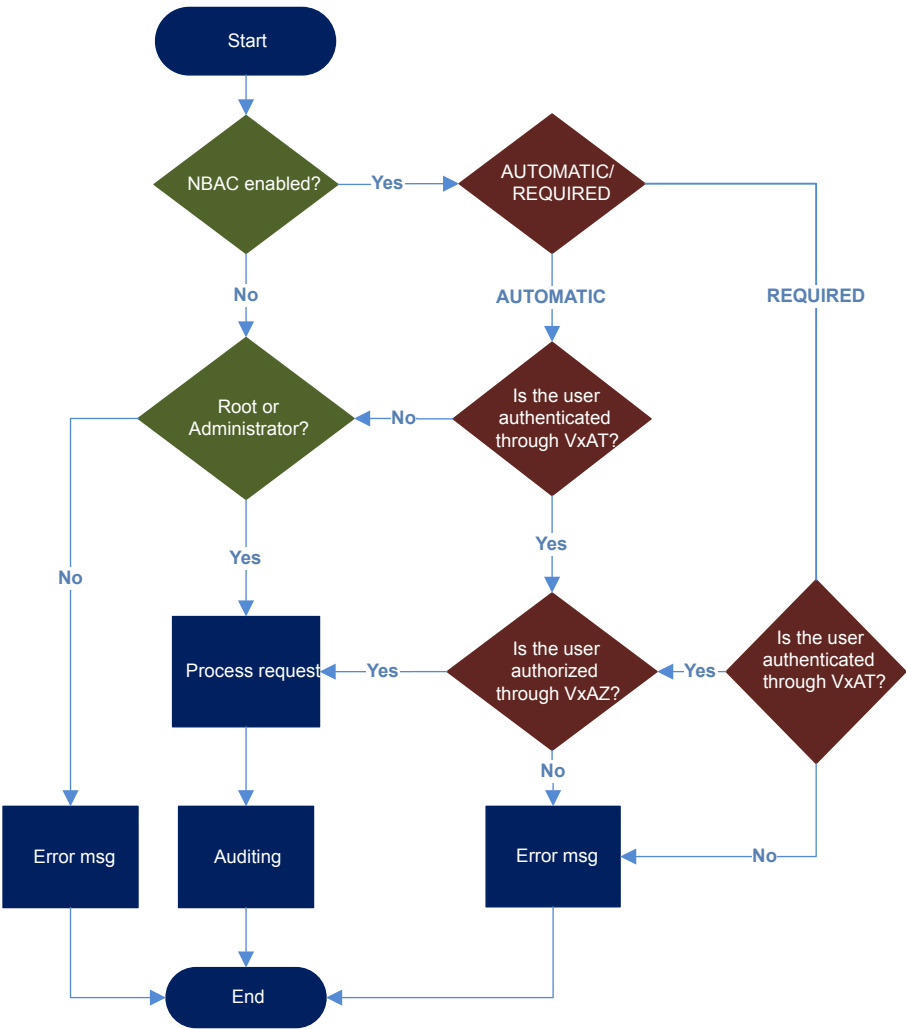 Start
NBAC enabled?
Yes
AUTOMATIC/
REQUIRED
No
AUTOMATIC
REQUIRED
Root or
Administrator?
No
Is the user
authenticated
through VxAT?
Yes
Yes
No
Process request
Yes
Is the user
authorized
through VxAZ?
Yes
Is the user
authenticated
through VxAT?
No
Error msg
Auditing
Error msg
No
End